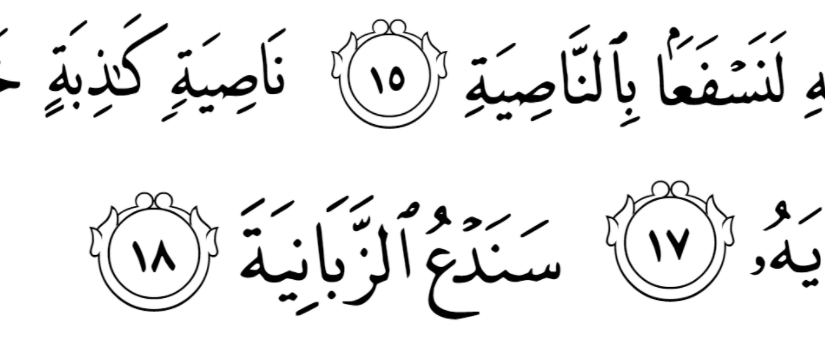 لَنَسۡفَعَۢا بِٱلنَّاصِيَةِ ١٥ نَاصِيَةٖ كَٰذِبَةٍ
يَهُۥ ١٧ سَنَدۡعُ ٱلزَّبَانِيَةَ ١٨